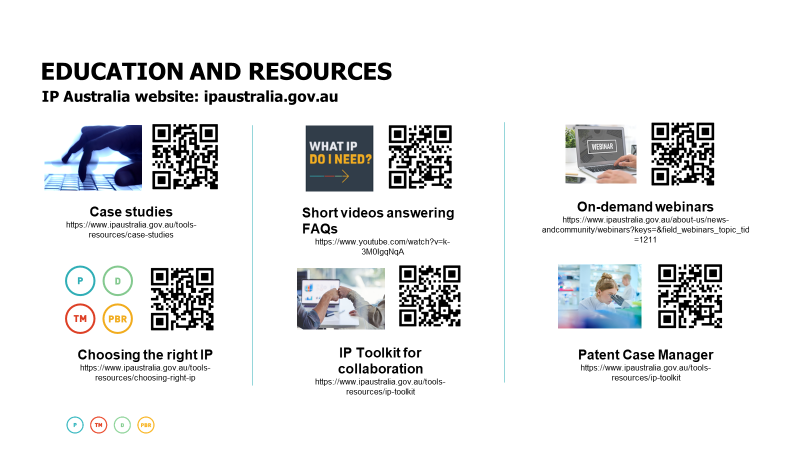 EDUCATION AND RESOURCES
IP Australia website: ipaustralia.gov.au
Case studies
https://www.ipaustralia.gov.au/tools-
resources/case-studies
WHAT IP
DO I NEED?
Short videos answering
FAQs
https://www.youtube.com/watch?v=k-
3M0IgqNqA
WEBINAR
On-demand webinars
https://www.ipaustralia.gov.au/about-us/news-
andcommunity/webinars?keys=&field_webinars_topic_tid
=1211
P
D
TM
PBR
Choosing the right IP
https://www.ipaustralia.gov.au/tools-
resources/choosing-right-ip
IP Toolkit for
collaboration
https://www.ipaustralia.gov.au/tools-
resources/ip-toolkit
Patent Case Manager
https://www.ipaustralia.gov.au/tools-
resources/ip-toolkit
P
TM
D
PBR